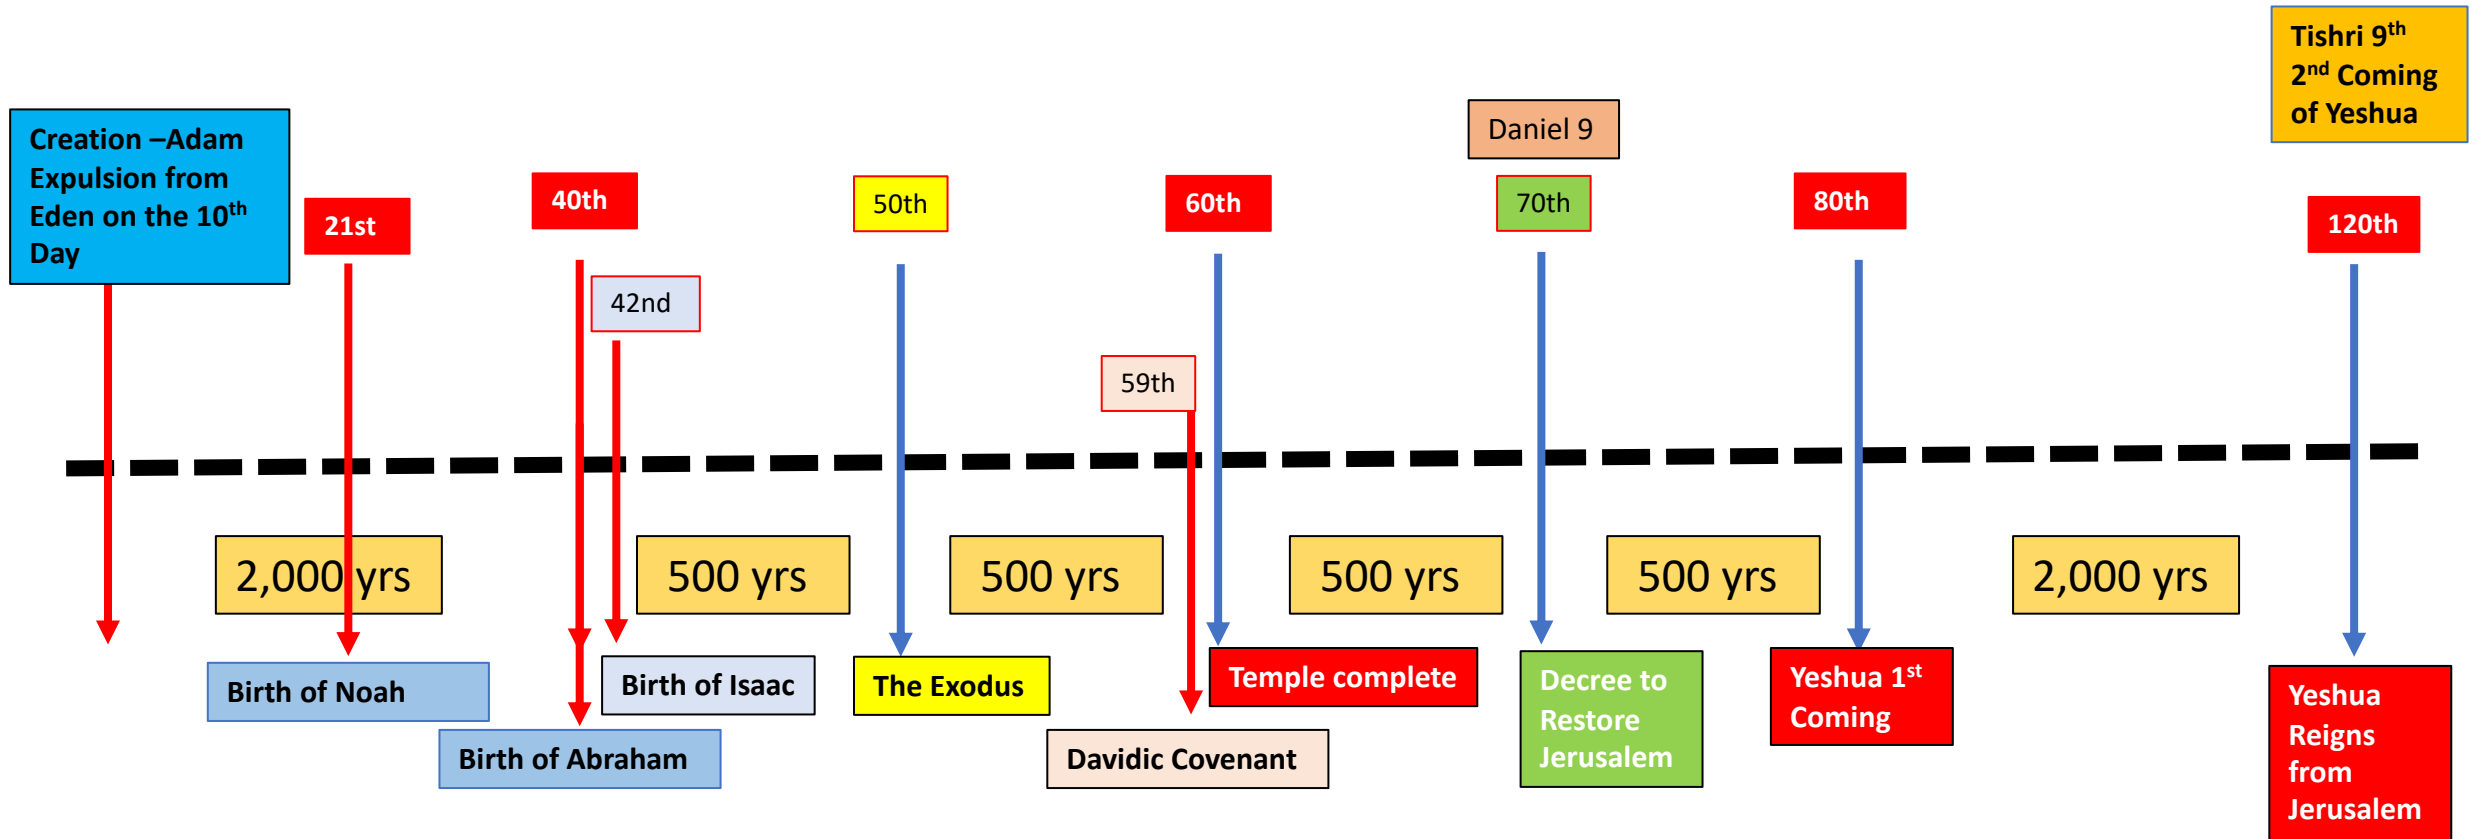 Tishri 9th
2nd Coming
of Yeshua
Creation –Adam
Expulsion from
Eden on the 10th
Day
Daniel 9
21st
40th
50th
60th
70th
80th
120th
42nd
59th
2,000 yrs
500 yrs
500 yrs
500 yrs
500 yrs
2,000 yrs
Birth of Noah
Birth of Abraham
Birth of Isaac
The Exodus
Davidic Covenant
Temple complete
Decree to
Restore
Jerusalem
Yeshua 1st
Coming
Yeshua
Reigns
from
Jerusalem